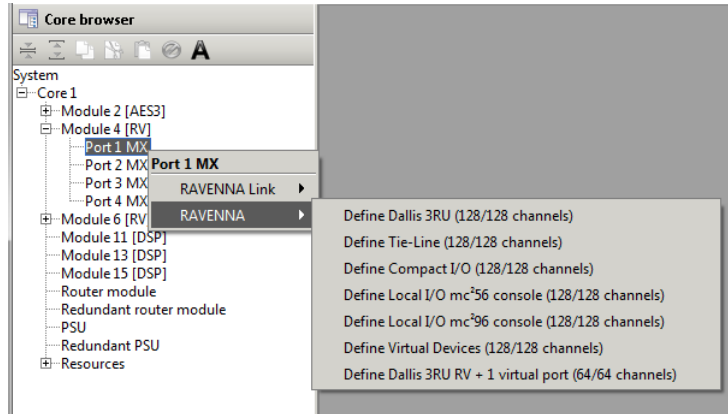 Core browser
A
System
Core 1
Module 2 [AES3]
Module 4 [RV]
Port 1 MX
Port 2 MX
Port 3 MX
Port 4 MX
Module 6 [RV
Module 11 [DSP]
Module 13 [DSP]
Module 15 [DSP]
Router module
Redundant router module
PSU
Redundant PSU
Resources
Port 1 MX
RAVENNA Link
RAVENNA
Define Dallis 3RU (128/128 channels)
Define Tie-Line (128/128 channels)
Define Compact I/O (128/128 channels)
Define Local I/O mc²56 console (128/128 channels)
Define Local I/O mc²96 console (128/128 channels)
Define Virtual Devices (128/128 channels)
Define Dallis 3RU RV + 1 virtual port (64/64 channels)